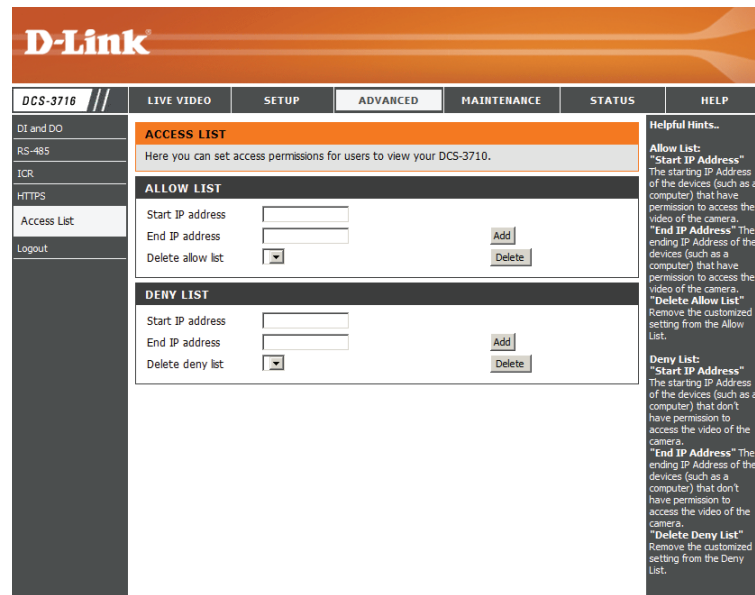 D-Link
DCS-3716
LIVE VIDEO
SETUP
ADVANCED
MAINTENANCE
STATUS
HELP
DI and DO
RS-485
ICR
HTTPS
Access List
Logout
ACCESS LIST
Here you can set access permissions for users to view your DCS-3710.
ALLOW LIST
Start IP address
End IP address
Add
Delete allow list
Delete
DENY LIST
Start IP address
End IP address
Add
Delete deny list
Delete
Helpful Hints..
Allow List:
"Start IP Address"
The starting IP Address
of the devices (such as a
computer) that have
permission to access the
video of the camera.
"End IP Address" The
ending IP Address of the
devices (such as a
computer) that have
permission to access the
video of the camera.
"Delete Allow List"
Remove the customized
setting from the Allow
List.
Deny List:
"Start IP Address"
The starting IP Address
of the devices (such as a
computer) that don't
have permission to
access the video of the
camera.
"End IP Address" The
ending IP Address of the
devices (such as a
computer) that don't
have permission to
access the video of the
camera.
"Delete Deny List"
Remove the customized
setting from the Deny
List.